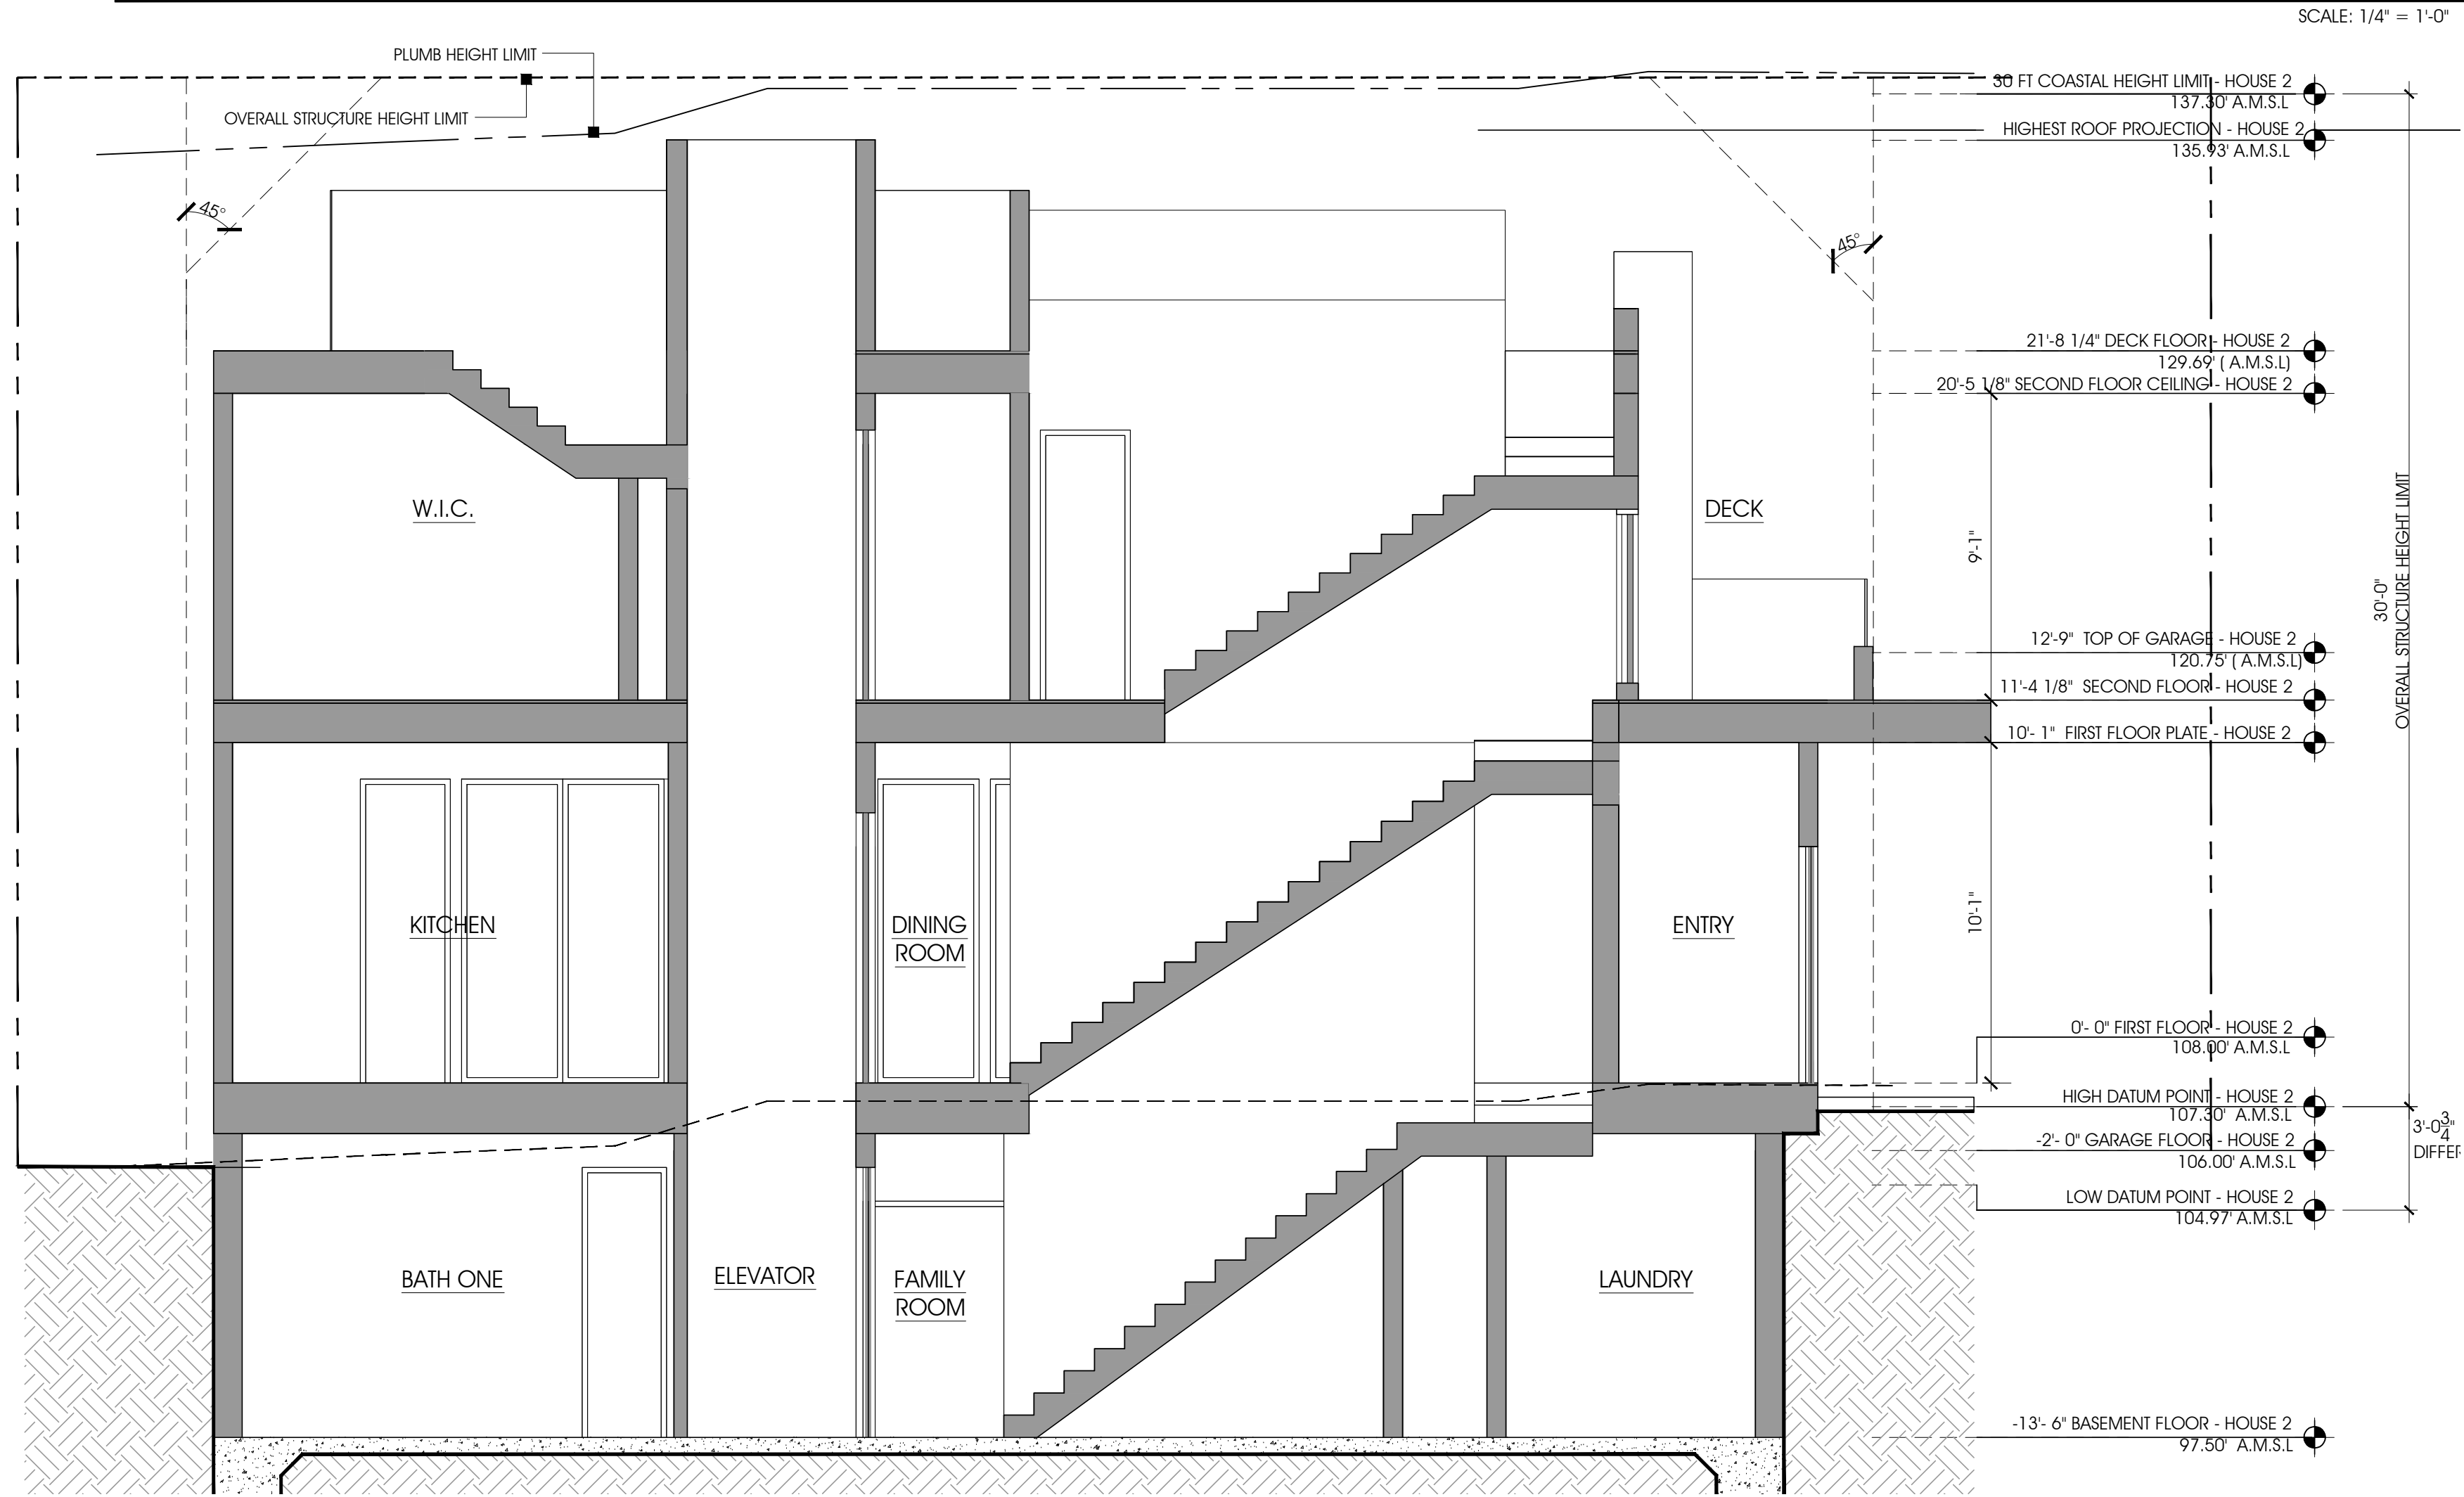 SCALE: 1/4" = 1'-0"
PLUMB HEIGHT LIMIT
OVERALL STRUCTURE HEIGHT LIMIT
30 FT COASTAL HEIGHT LIMIT - HOUSE 2
137.30' A.M.S.L
HIGHEST ROOF PROJECTION - HOUSE 2
135.93' A.M.S.L
45°
45°
21'-8 1/4" DECK FLOOR - HOUSE 2
129.69' ( A.M.S.L)
20'-5 1/8" SECOND FLOOR CEILING - HOUSE 2
W.I.C.
DECK
9'-1"
30'-0"
OVERALL STRUCTURE HEIGHT LIMIT
12'-9" TOP OF GARAGE - HOUSE 2
120.75' ( A.M.S.L)
11'-4 1/8" SECOND FLOOR - HOUSE 2
10'- 1" FIRST FLOOR PLATE - HOUSE 2
KITCHEN
DINING
ROOM
ENTRY
10'-1"
0'- 0" FIRST FLOOR - HOUSE 2
108.00' A.M.S.L
HIGH DATUM POINT - HOUSE 2
107.30' A.M.S.L
3'-0 3/4"
DIFFER
-2'- 0" GARAGE FLOOR - HOUSE 2
106.00' A.M.S.L
LOW DATUM POINT - HOUSE 2
104.97' A.M.S.L
BATH ONE
ELEVATOR
FAMILY
ROOM
LAUNDRY
-13'- 6" BASEMENT FLOOR - HOUSE 2
97.50' A.M.S.L